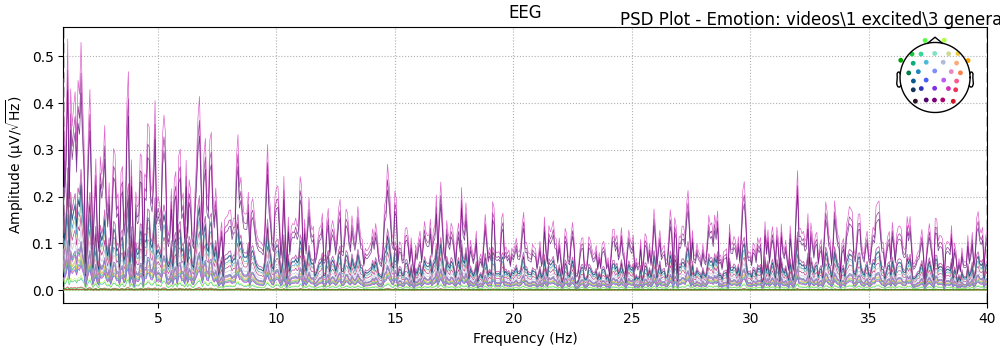 EEG
PSD Plot - Emotion: videos\1 excited\3 genera
Amplitude (µV/√Hz)
0.5
0.4
0.3
0.2
0.1
0.0
5 10 15 20 25 30 35 40
Frequency (Hz)